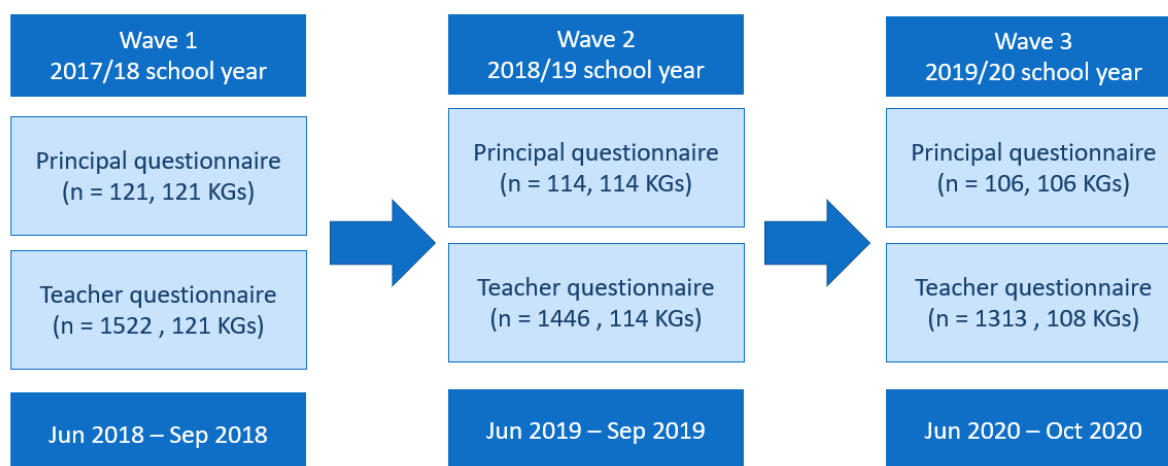 Wave 1
2017/18 school year
Principal questionnaire
(n = 121, 121 KGs)
Teacher questionnaire
(n = 1522 , 121 KGs)
Jun 2018 – Sep 2018
Wave 2
2018/19 school year
Principal questionnaire
(n = 114, 114 KGs)
Teacher questionnaire
(n = 1446 , 114 KGs)
Jun 2019 – Sep 2019
Wave 3
2019/20 school year
Principal questionnaire
(n = 106, 106 KGs)
Teacher questionnaire
(n = 1313 , 108 KGs)
Jun 2020 – Oct 2020